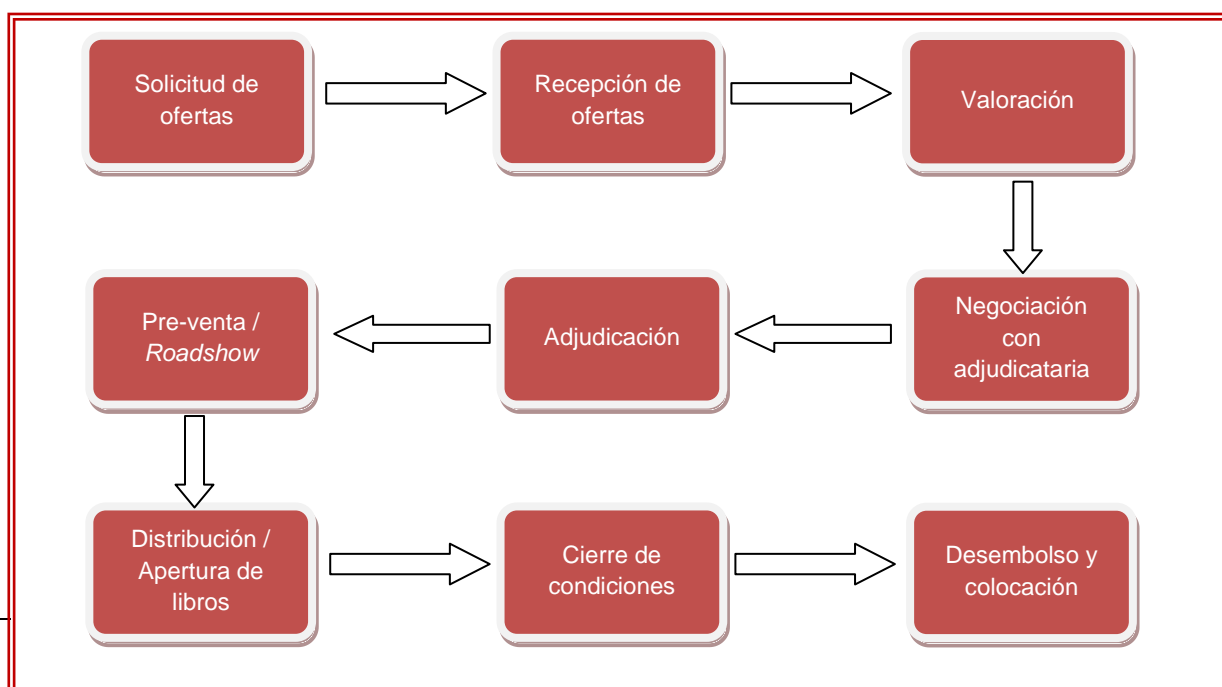 Solicitud de
ofertas
Recepción de
ofertas
Valoración
Negociación
con
adjudicataria
Adjudicación
Pre-venta /
Roadshow
Distribución /
Apertura de
libros
Cierre de
condiciones
Desembolso y
colocación